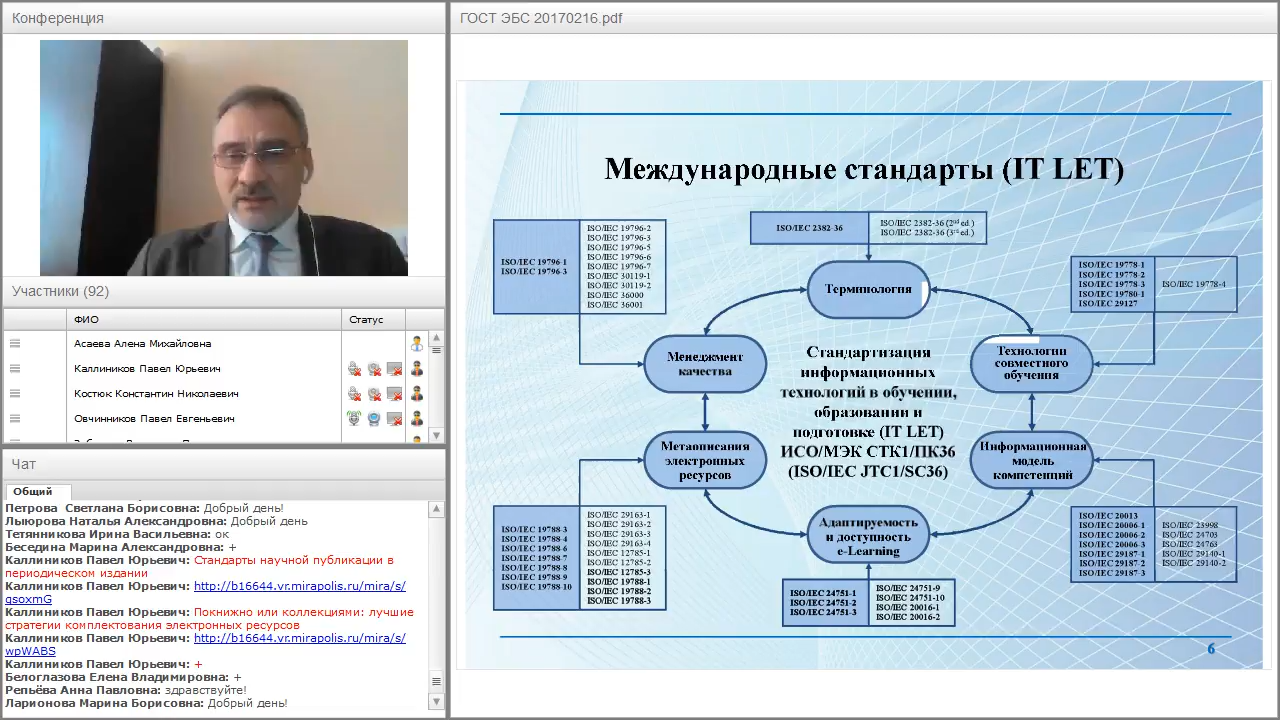 Конференция
Участники (92)
ФИО Статус
Асаева Алена Михайловна
Каллиников Павел Юрьевич
Костюк Константин Николаевич
Овчинников Павел Евгеньевич
Чат
Общий
Петрова Светлана Борисовна: Добрый день!
Лыюрова Наталья Александровна: Добрый день
Тетянникова Ирина Васильевна: ок
Беседина Марина Александровна: +
Каллиников Павел Юрьевич: Стандарты научной публикации в
периодическом издании
Каллиников Павел Юрьевич: http://b16644.vr.mirapolis.ru/mira/s/
qsoxmG
Каллиников Павел Юрьевич: Покнижно или коллекциями: лучшие
стратегии комплектования электронных ресурсов
Каллиников Павел Юрьевич: http://b16644.vr.mirapolis.ru/mira/s/
wpWABS
Каллиников Павел Юрьевич: +
Белоглазова Елена Владимировна: +
Репьёва Анна Павловна: здравствуйте!
Ларионова Марина Борисовна: Добрый день!
ГОСТ ЭБС 20170216.pdf
Международные стандарты (IT LET)
ISO/IEC 19796-1
ISO/IEC 19796-3
ISO/IEC 19796-2
ISO/IEC 19796-3
ISO/IEC 19796-5
ISO/IEC 19796-6
ISO/IEC 19796-7
ISO/IEC 30119-1
ISO/IEC 30119-2
ISO/IEC 36000
ISO/IEC 36001
ISO/IEC 2382-36
ISO/IEC 2382-36 (2nd ed.)
ISO/IEC 2382-36 (3rd ed.)
ISO/IEC 19778-1
ISO/IEC 19778-2
ISO/IEC 19778-3
ISO/IEC 19780-1
ISO/IEC 29127
ISO/IEC 19778-4
Терминология
Менеджмент
качества
Технологии
совместного
обучения
Стандартизация
информационных
технологий в обучении,
образовании и
подготовке (IT LET)
ИСО/МЭК СТК1/ПК36
(ISO/IEC JTC1/SC36)
Метаописания
электронных
ресурсов
Информационная
модель
компетенций
Адаптируемость
и доступность
e-Learning
ISO/IEC 19788-3
ISO/IEC 19788-4
ISO/IEC 19788-6
ISO/IEC 19788-7
ISO/IEC 19788-8
ISO/IEC 19788-9
ISO/IEC 19788-10
ISO/IEC 29163-1
ISO/IEC 29163-2
ISO/IEC 29163-3
ISO/IEC 29163-4
ISO/IEC 12785-1
ISO/IEC 12785-2
ISO/IEC 12785-3
ISO/IEC 19788-1
ISO/IEC 19788-2
ISO/IEC 19788-3
ISO/IEC 24751-1
ISO/IEC 24751-2
ISO/IEC 24751-3
ISO/IEC 24751-9
ISO/IEC 24751-10
ISO/IEC 20016-1
ISO/IEC 20016-2
ISO/IEC 20013
ISO/IEC 20006-1
ISO/IEC 20006-2
ISO/IEC 20006-3
ISO/IEC 29187-1
ISO/IEC 29187-2
ISO/IEC 29187-3
ISO/IEC 23998
ISO/IEC 24703
ISO/IEC 24763
ISO/IEC 29140-1
ISO/IEC 29140-2
6